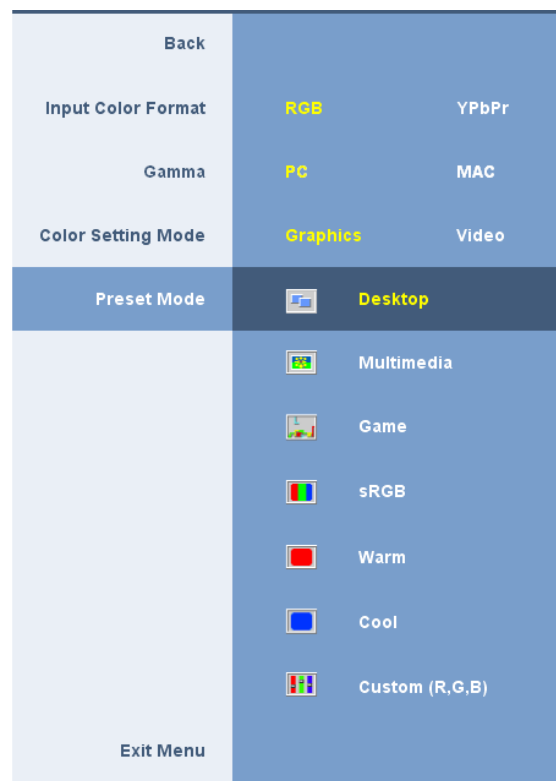 Back
Input Color Format RGB YPbPr
Gamma PC MAC
Color Setting Mode Graphics Video
Preset Mode Desktop
Multimedia
Game
sRGB
Warm
Cool
Custom (R,G,B)
Exit Menu